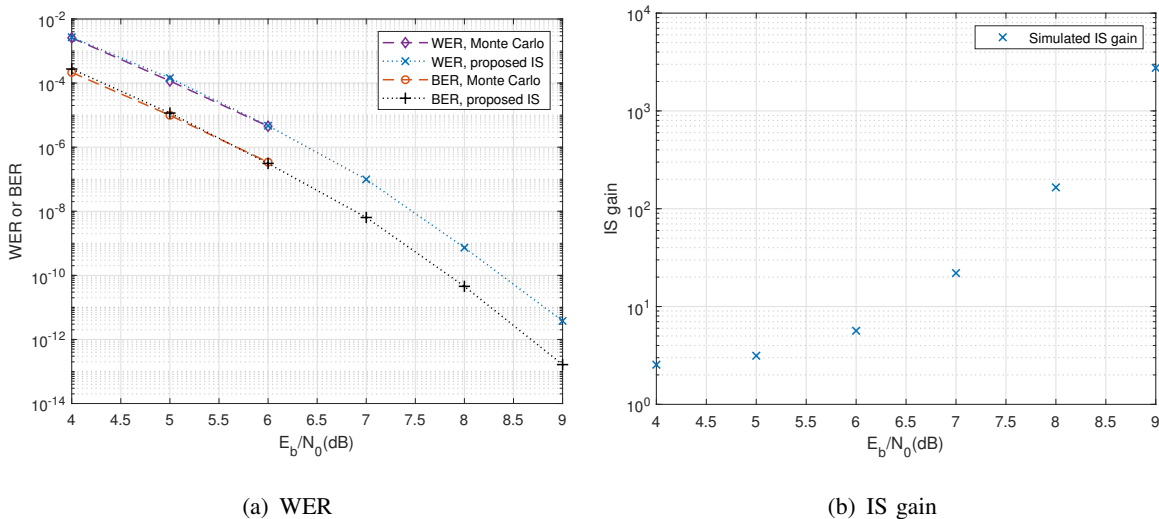 WER, Monte Carlo
WER, proposed IS
BER, Monte Carlo
BER, proposed IS
WER or BER
10^-2
10^-4
10^-6
10^-8
10^-10
10^-12
10^-14
4 4.5 5 5.5 6 6.5 7 7.5 8 8.5 9
E_b/N_0(dB)
(a) WER
Simulated IS gain
IS gain
10^4
10^3
10^2
10^1
10^0
4 4.5 5 5.5 6 6.5 7 7.5 8 8.5 9
E_b/N_0(dB)
(b) IS gain